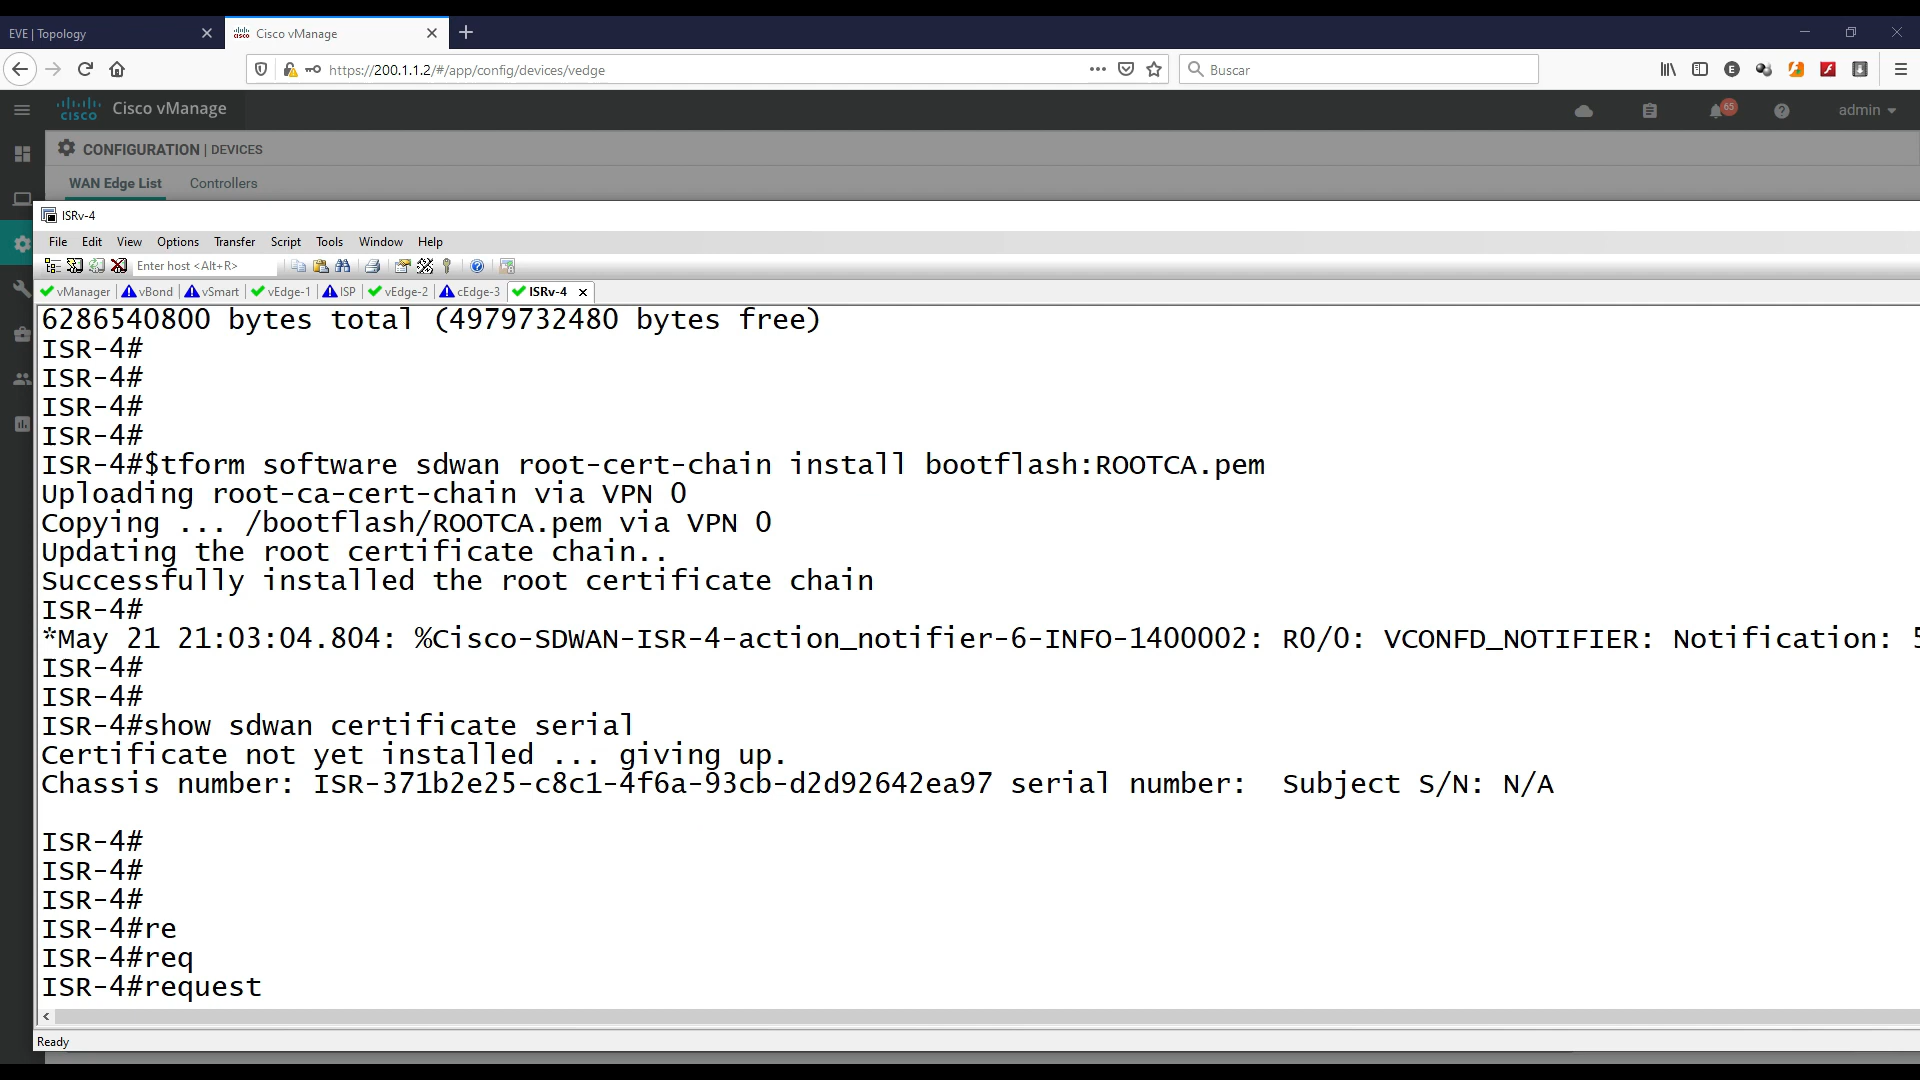 EVE | Topology
Cisco vManage
https://200.1.1.2/#/app/config/devices/vedge
Buscar
cisco
Cisco vManage
65
admin
CONFIGURATION | DEVICES
WAN Edge List
Controllers
ISRv-4
File Edit View Options Transfer Script Tools Window Help
Enter host <Alt+R>
vManager
vBond
vSmart
vEdge-1
ISP
vEdge-2
cEdge-3
ISRv-4
6286540800 bytes total (4979732480 bytes free)
ISR-4#
ISR-4#
ISR-4#
ISR-4#
ISR-4#$tform software sdwan root-cert-chain install bootflash:ROOTCA.pem
Uploading root-ca-cert-chain via VPN 0
Copying ... /bootflash/ROOTCA.pem via VPN 0
Updating the root certificate chain..
Successfully installed the root certificate chain
ISR-4#
*May 21 21:03:04.804: %Cisco-SDWAN-ISR-4-action_notifier-6-INFO-1400002: R0/0: VCONFD_NOTIFIER: Notification: 5
ISR-4#
ISR-4#
ISR-4#show sdwan certificate serial
Certificate not yet installed ... giving up.
Chassis number: ISR-371b2e25-c8c1-4f6a-93cb-d2d92642ea97 serial number:  Subject S/N: N/A
ISR-4#
ISR-4#
ISR-4#
ISR-4#re
ISR-4#req
ISR-4#request
Ready